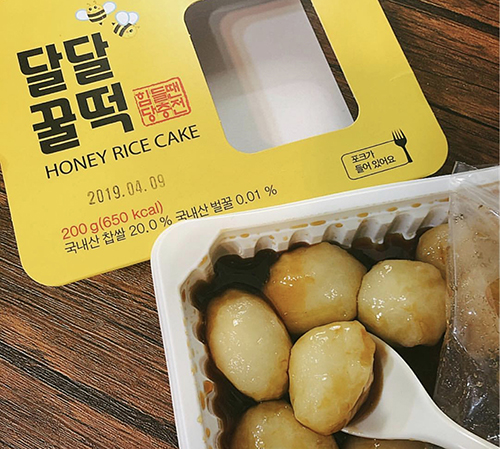 달달
꿀떡
힘들땐
당충전
HONEY RICE CAKE
2019.04.09
200 g(650 kcal)
국내산 찹쌀 20.0 % 국내산 벌꿀 0.01 %
포크가
들어 있어요